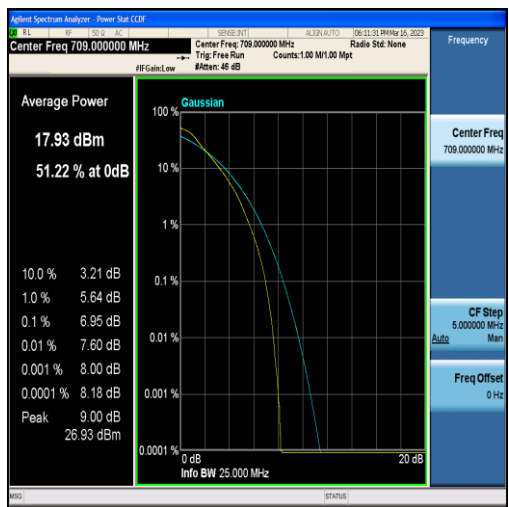 Agilent Spectrum Analyzer - Power Stat CCDF
RL RF 50 Ω AC SENSE:INT ALIGN AUTO 06:11:31 PM Mar 16, 2023
Center Freq 709.000000 MHz
Center Freq: 709.000000 MHz Radio Std: None
Trig: Free Run Counts:1.00 M/1.00 Mpt
#IFGain:Low #Atten: 46 dB
Frequency
Average Power
17.93 dBm
51.22 % at 0dB
10.0 % 3.21 dB
1.0 % 5.64 dB
0.1 % 6.95 dB
0.01 % 7.60 dB
0.001 % 8.00 dB
0.0001 % 8.18 dB
Peak 9.00 dB
26.93 dBm
Gaussian
100 %
10 %
1 %
0.1 %
0.01 %
0.001 %
0.0001 %
0 dB 20 dB
Info BW 25.000 MHz
Center Freq
709.000000 MHz
CF Step
5.000000 MHz
Auto Man
Freq Offset
0 Hz
MSG STATUS